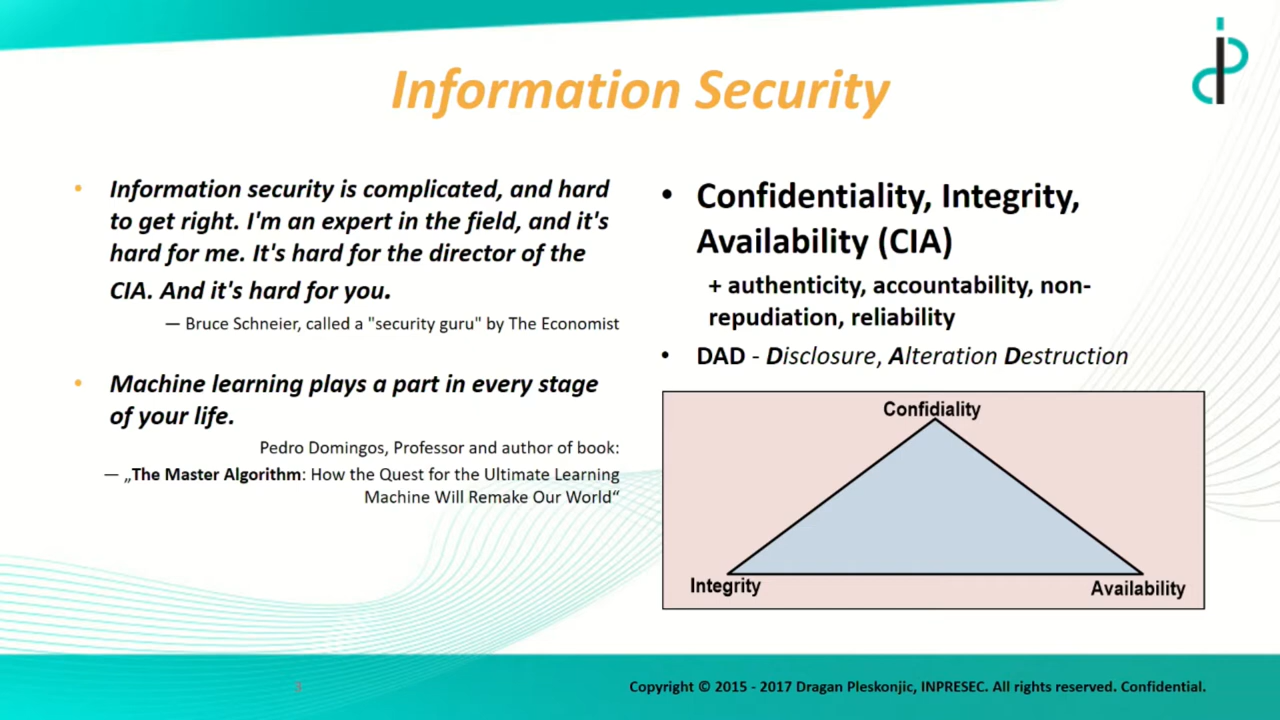 Information Security
• Information security is complicated, and hard
to get right. I'm an expert in the field, and it's
hard for me. It's hard for the director of the
CIA. And it's hard for you.
— Bruce Schneier, called a "security guru" by The Economist
• Machine learning plays a part in every stage
of your life.
Pedro Domingos, Professor and author of book:
— „The Master Algorithm: How the Quest for the Ultimate Learning
Machine Will Remake Our World“
• Confidentiality, Integrity,
Availability (CIA)
+ authenticity, accountability, non-
repudiation, reliability
• DAD - Disclosure, Alteration Destruction
Confidiality
Integrity
Availability
3
Copyright © 2015 - 2017 Dragan Pleskonjic, INPRESEC. All rights reserved. Confidential.